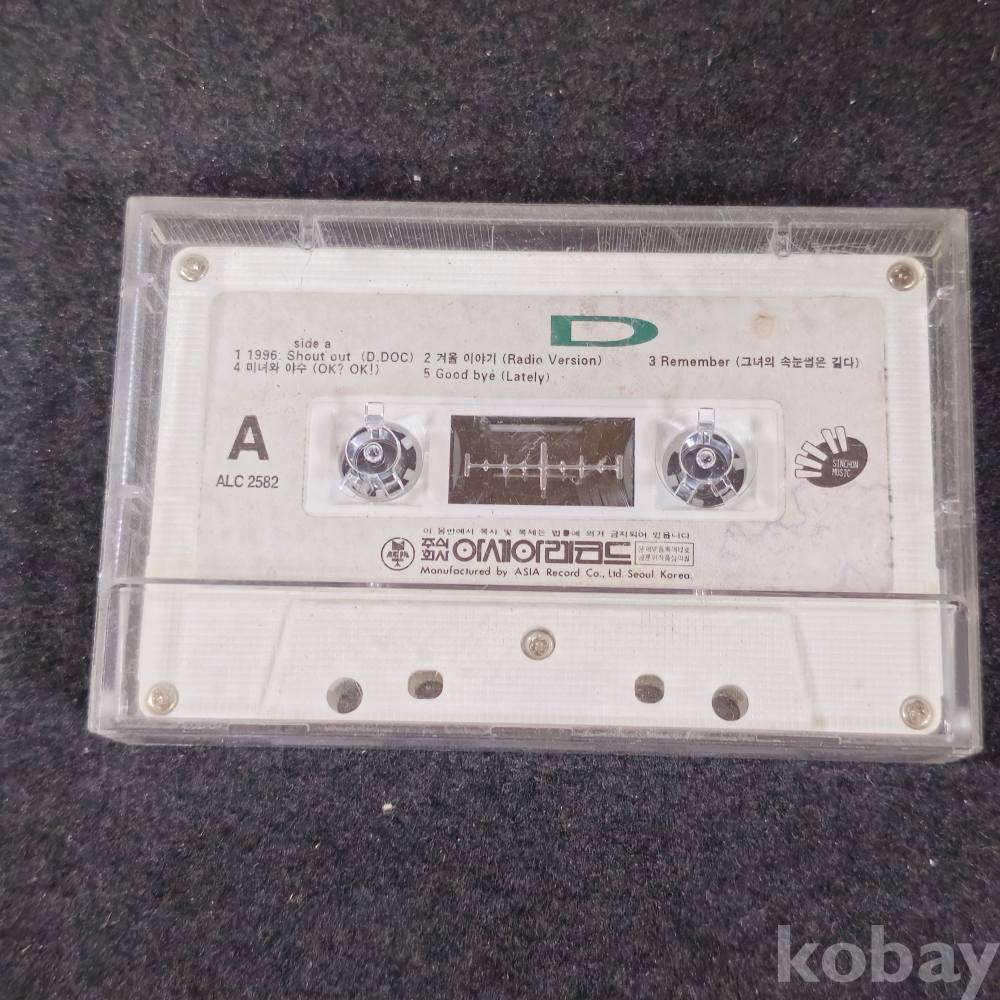 D
side a
1 1996. Shout out (D.DOC) 2 겨울 이야기 (Radio Version) 3 Remember (그녀의 속눈썹은 길다)
4 미녀와 야수 (OK? OK!) 5 Good bye (Lately)
A
ALC 2582
SINCHON
MUSIC
이 음반에서 복사 및 복제는 법률에 의거 금지되어 있읍니다
주식
회사 아세아레코드
Manufactured by ASIA Record Co., Ltd. Seoul Korea.
kobay